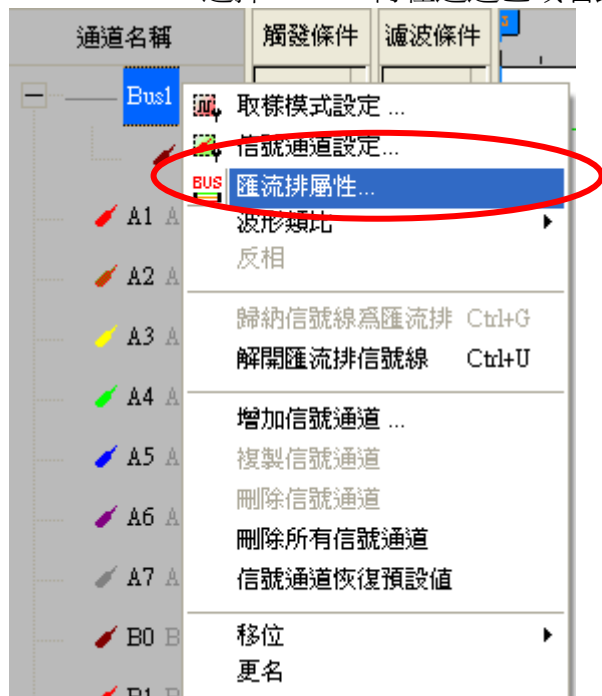 通道名稱 觸發條件 濾波條件
Bus1
取樣模式設定 ...
信號通道設定...
BUS 匯流排屬性...
A1 A
波形類比
反相
A2 A
歸納信號線爲匯流排 Ctrl+G
A3 A
解開匯流排信號線 Ctrl+U
A4 A
增加信號通道 ...
A5 A
複製信號通道
刪除信號通道
A6 A
刪除所有信號通道
A7 A
信號通道恢復預設值
B0 B
移位
更名
B1 B